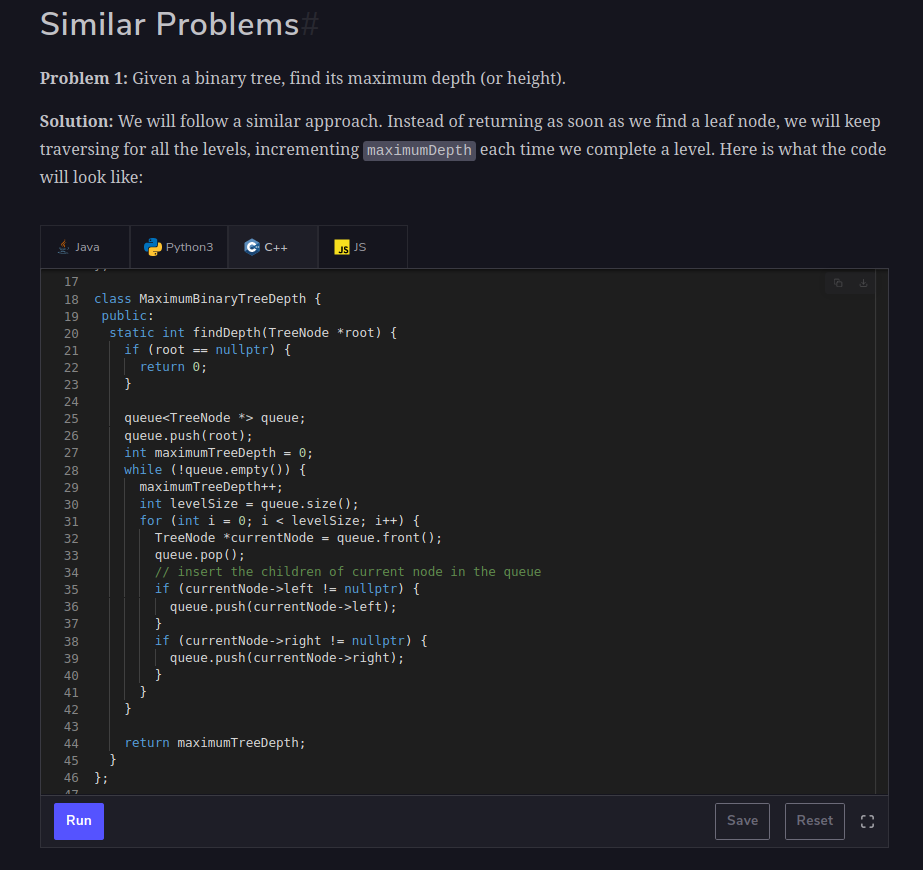 Similar Problems#
Problem 1: Given a binary tree, find its maximum depth (or height).
Solution: We will follow a similar approach. Instead of returning as soon as we find a leaf node, we will keep
traversing for all the levels, incrementing maximumDepth each time we complete a level. Here is what the code
will look like:
Java Python3 C++ JS
17
18 class MaximumBinaryTreeDepth {
19 public:
20 static int findDepth(TreeNode *root) {
21 if (root == nullptr) {
22 return 0;
23 }
24
25 queue<TreeNode *> queue;
26 queue.push(root);
27 int maximumTreeDepth = 0;
28 while (!queue.empty()) {
29 maximumTreeDepth++;
30 int levelSize = queue.size();
31 for (int i = 0; i < levelSize; i++) {
32 TreeNode *currentNode = queue.front();
33 queue.pop();
34 // insert the children of current node in the queue
35 if (currentNode->left != nullptr) {
36 queue.push(currentNode->left);
37 }
38 if (currentNode->right != nullptr) {
39 queue.push(currentNode->right);
40 }
41 }
42 }
43
44 return maximumTreeDepth;
45 }
46 };
47
Run Save Reset